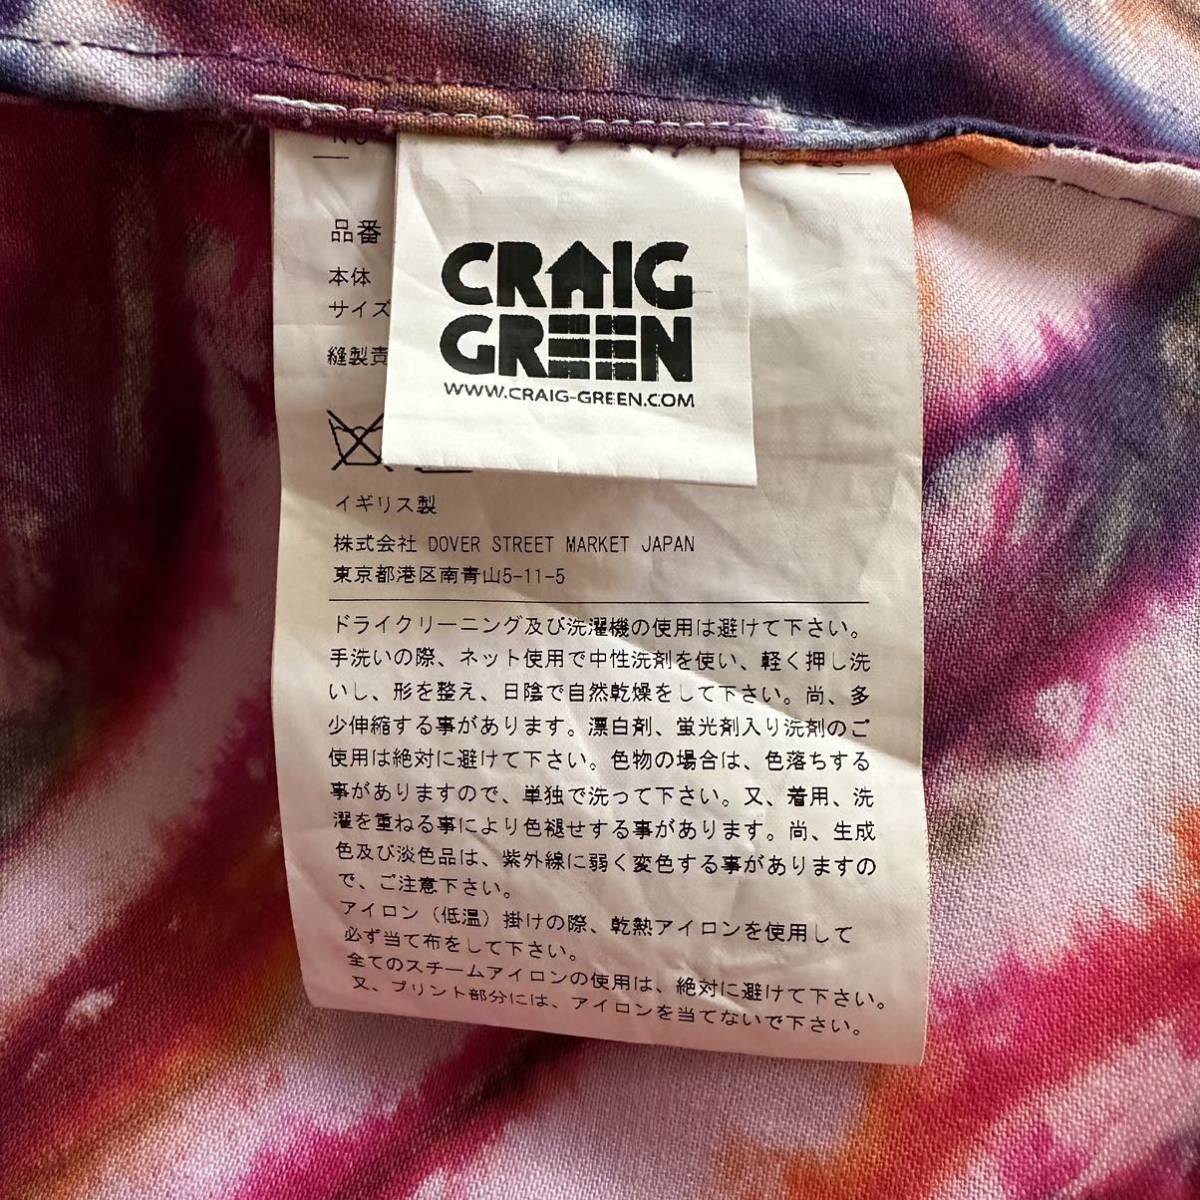 品番
本体
サイズ
縫製責
CRAIG
GREEN
WWW.CRAIG-GREEN.COM
イギリス製
株式会社 DOVER STREET MARKET JAPAN
東京都港区南青山5-11-5
ドライクリーニング及び洗濯機の使用は避けて下さい。
手洗いの際、ネット使用で中性洗剤を使い、軽く押し洗
いし、形を整え、日陰で自然乾燥をして下さい。尚、多
少伸縮する事があります。漂白剤、蛍光剤入り洗剤のご
使用は絶対に避けて下さい。色物の場合は、色落ちする
事がありますので、単独で洗って下さい。又、着用、洗
濯を重ねる事により色褪せする事があります。尚、生成
色及び淡色品は、紫外線に弱く変色する事がありますの
で、ご注意下さい。
アイロン（低温）掛けの際、乾熱アイロンを使用して
必ず当て布をして下さい。
全てのスチームアイロンの使用は、絶対に避けて下さい。
又、プリント部分には、アイロンを当てないで下さい。